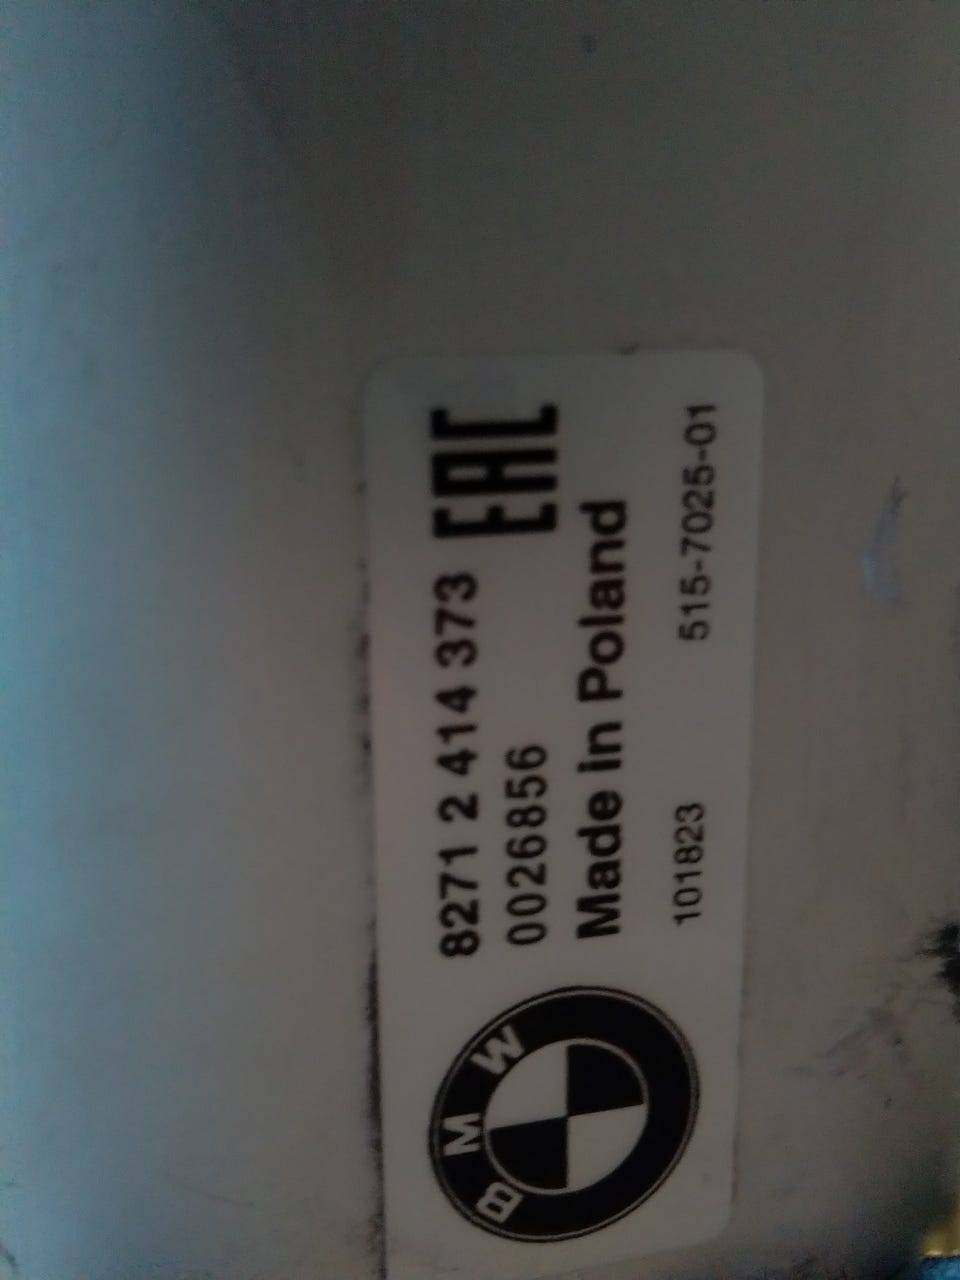 BMW
8271 2 414 373 EAC
0026856
Made in Poland
101823 515-7025-01